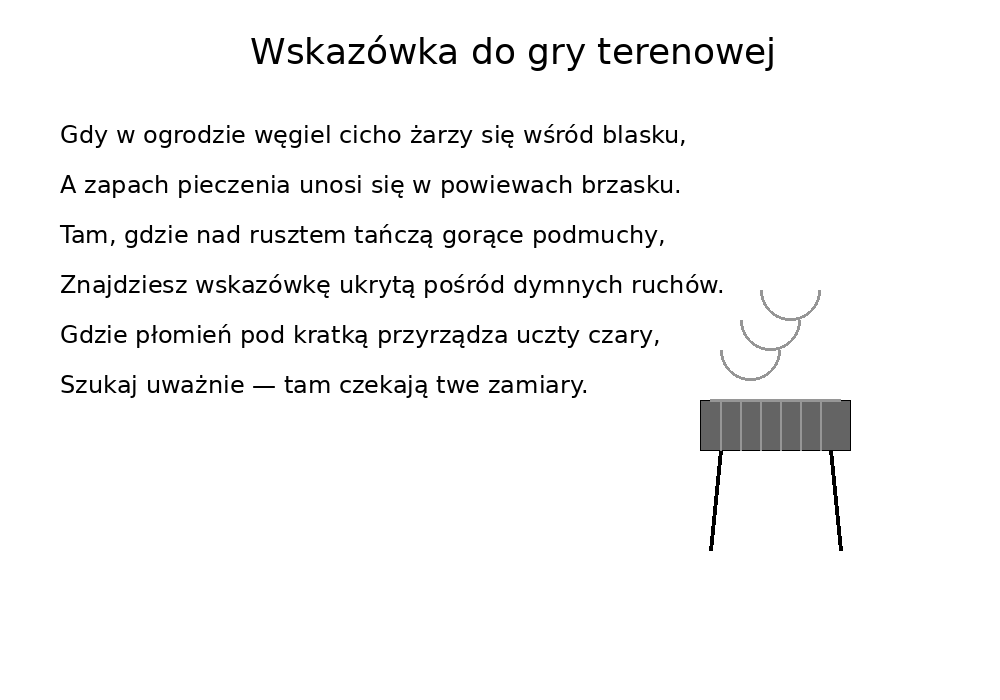 Wskazówka do gry terenowej
Gdy w ogrodzie węgiel cicho żarzy się wśród blasku,
A zapach pieczenia unosi się w powiewach brzasku.
Tam, gdzie nad rusztem tańczą gorące podmuchy,
Znajdziesz wskazówkę ukrytą pośród dymnych ruchów.
Gdzie płomień pod kratką przyrządza uczty czary,
Szukaj uważnie — tam czekają twe zamiary.